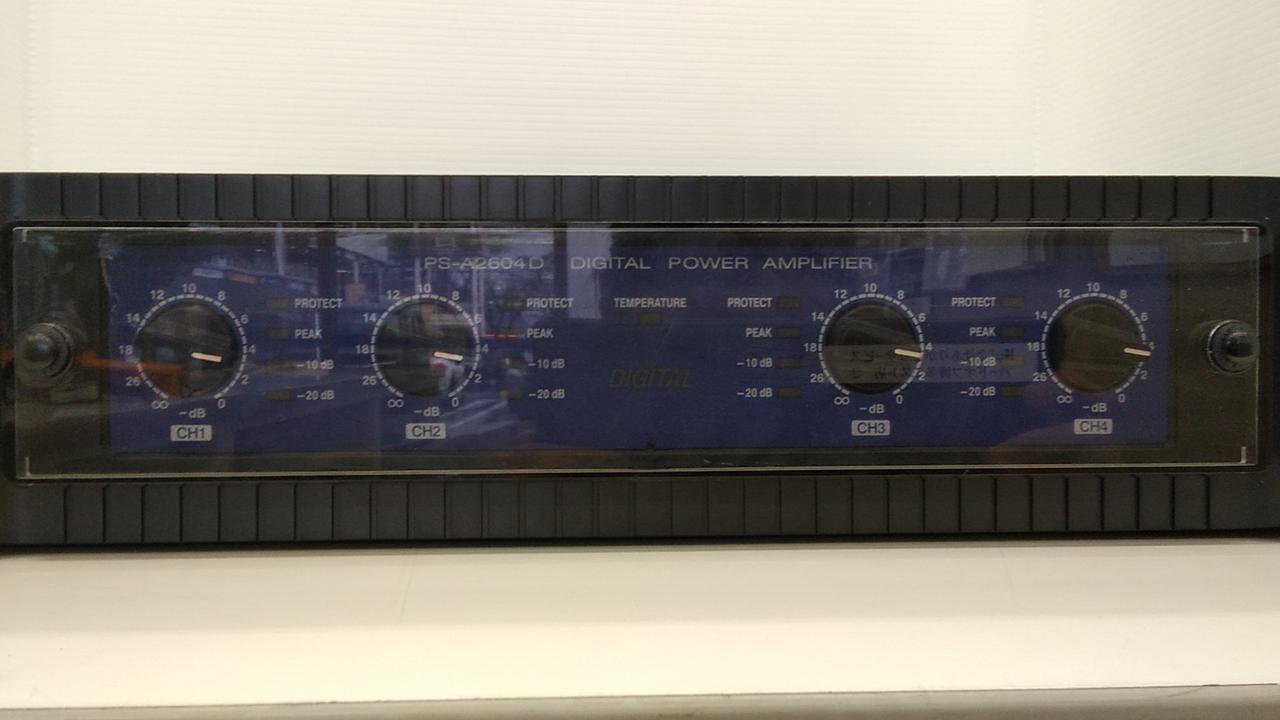 PS-A2604D DIGITAL POWER AMPLIFIER
PROTECT
PEAK
-10 dB
-20 dB
12 10 8
14 6
18 4
26 2
∞ 0
-dB
CH1
PROTECT
PEAK
-10 dB
-20 dB
12 10 8
14 6
18 4
26 2
∞ 0
-dB
CH2
TEMPERATURE
DIGITAL
PROTECT
PEAK
-10 dB
-20 dB
12 10 8
14 6
18 4
26 2
∞ 0
-dB
CH3
PROTECT
PEAK
-10 dB
-20 dB
12 10 8
14 6
18 4
26 2
∞ 0
-dB
CH4